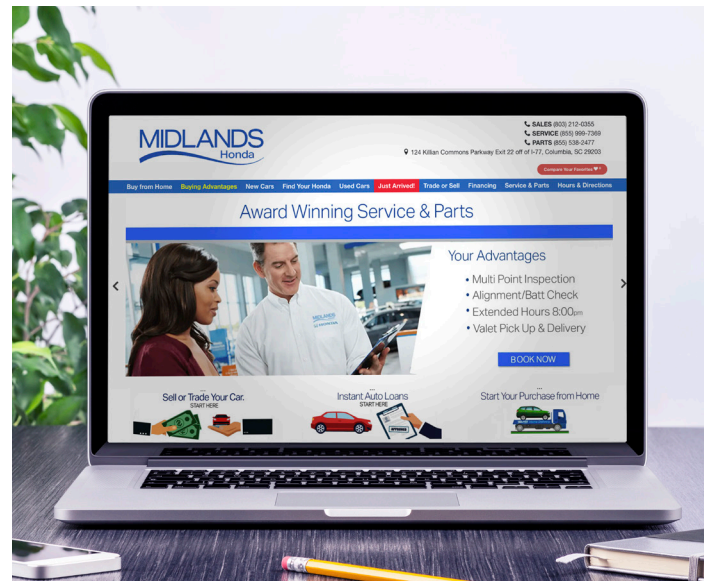 MIDLANDS
Honda
SALES (803) 212-0355
SERVICE (855) 999-7369
PARTS (855) 538-2477
124 Killian Commons Parkway Exit 22 off of I-77, Columbia, SC 29203
Compare Your Favorites
Buy from Home Buying Advantages New Cars Find Your Honda Used Cars Just Arrived! Trade or Sell Financing Service & Parts Hours & Directions
Award Winning Service & Parts
Your Advantages
• Multi Point Inspection
• Alignment/Batt Check
• Extended Hours 8:00pm
• Valet Pick Up & Delivery
BOOK NOW
MIDLANDS
...
Sell or Trade Your Car.
START HERE
...
Instant Auto Loans
START HERE
...
Start Your Purchase from Home